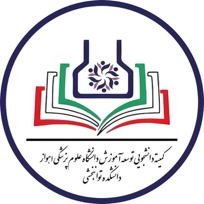 کمیته دانشجویی توسعه آموزش دانشگاه علوم پزشکی اهواز
دانشکده توانبخشی